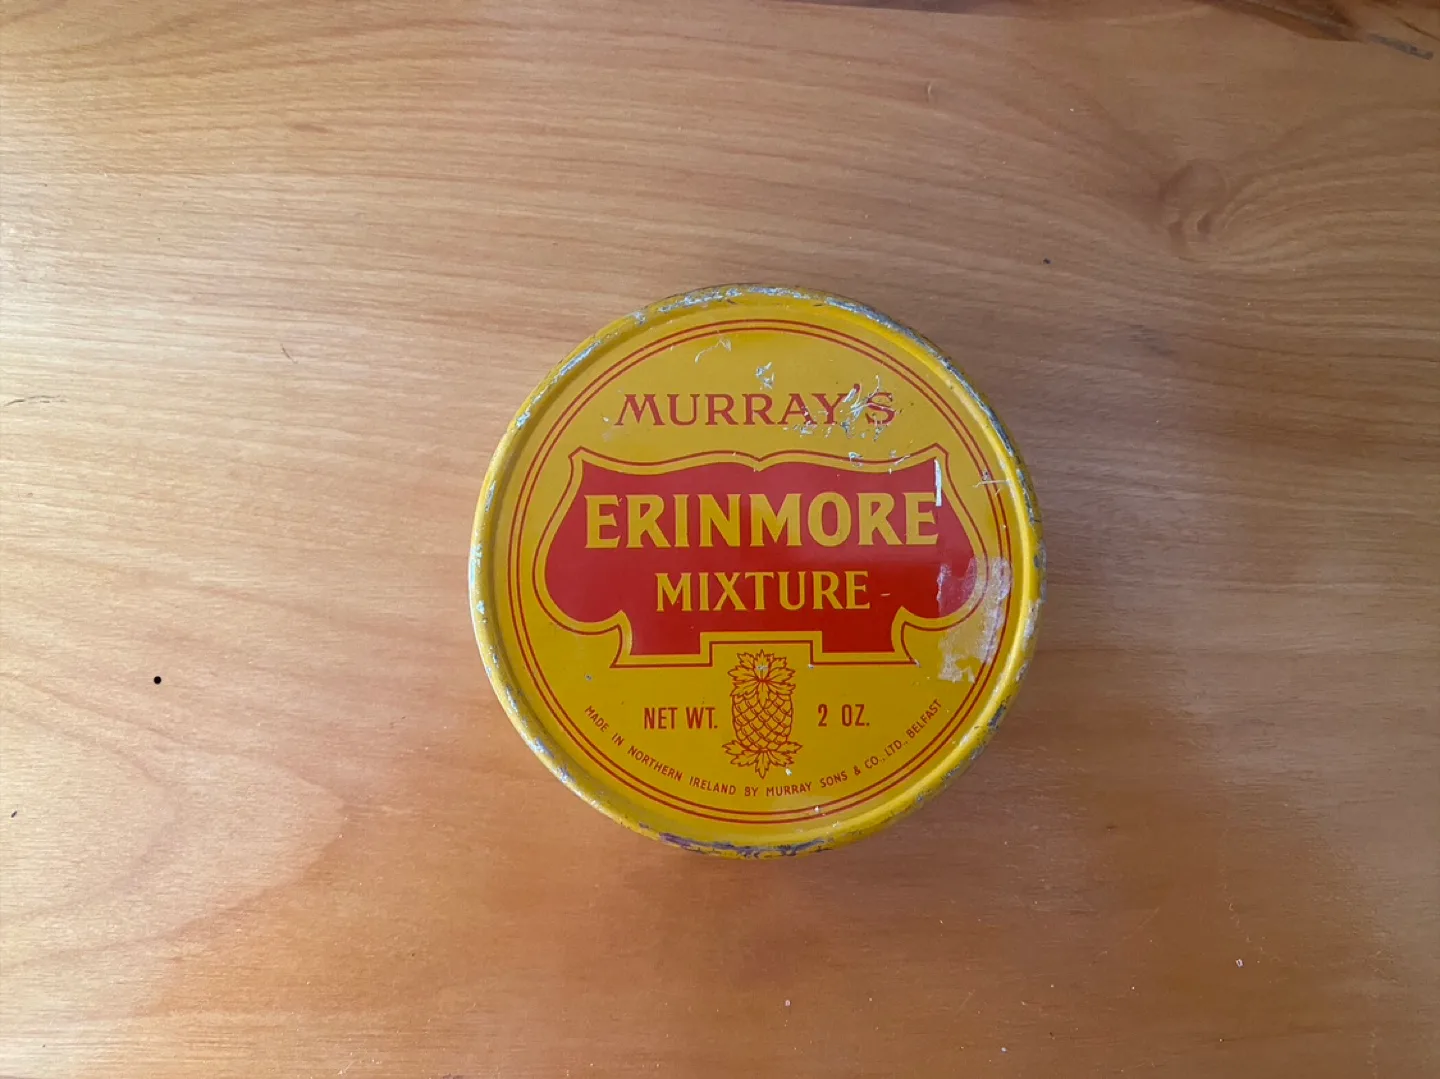 MURRAY'S
ERINMORE
MIXTURE
NET WT. 2 OZ.
MADE IN NORTHERN IRELAND BY MURRAY SONS & CO., LTD., BELFAST